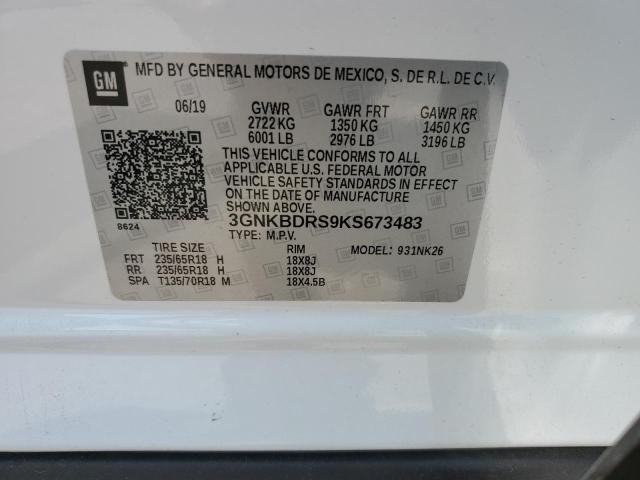 GM
MFD BY GENERAL MOTORS DE MEXICO, S. DE R.L. DE C.V.
06/19 GVWR GAWR FRT GAWR RR
2722 KG 1350 KG 1450 KG
6001 LB 2976 LB 3196 LB
THIS VEHICLE CONFORMS TO ALL
APPLICABLE U.S. FEDERAL MOTOR
VEHICLE SAFETY STANDARDS IN EFFECT
ON THE DATE OF MANUFACTURE
SHOWN ABOVE.
8624
3GNKBDRS9KS673483
TYPE: M.P.V.
TIRE SIZE RIM MODEL: 931NK26
FRT 235/65R18 H 18X8J
RR 235/65R18 H 18X8J
SPA T135/70R18 M 18X4.5B